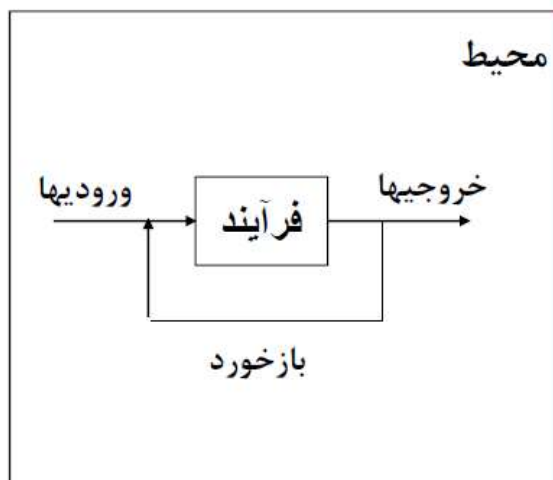 محیط
خروجیها
ورودیها
فرآیند
بازخورد